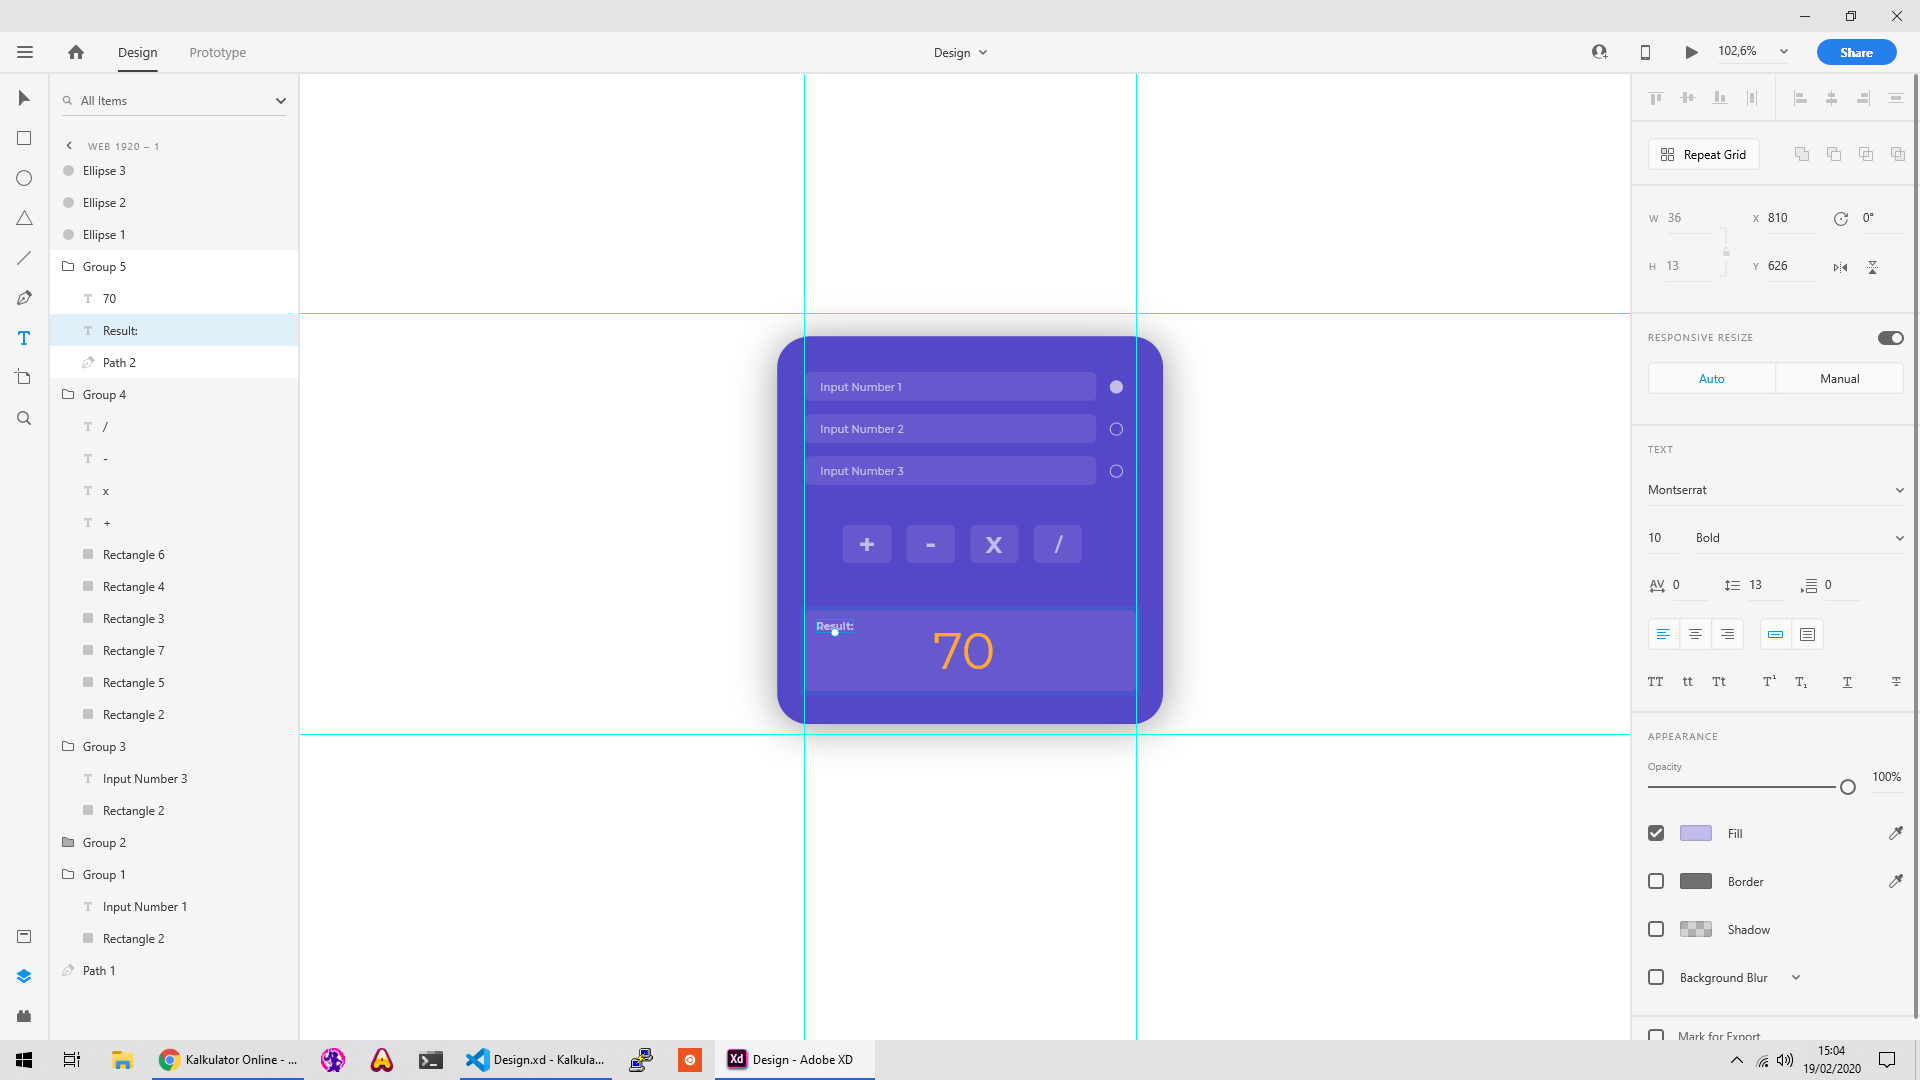 Design
Prototype
Design
102,6%
Share
All Items
WEB 1920 – 1
Ellipse 3
Ellipse 2
Ellipse 1
Group 5
70
Result:
Path 2
Group 4
/
-
x
+
Rectangle 6
Rectangle 4
Rectangle 3
Rectangle 7
Rectangle 5
Rectangle 2
Group 3
Input Number 3
Rectangle 2
Group 2
Group 1
Input Number 1
Rectangle 2
Path 1
Input Number 1
Input Number 2
Input Number 3
+ - X /
Result:
70
Repeat Grid
W 36 X 810 0°
H 13 Y 626
RESPONSIVE RESIZE
Auto Manual
TEXT
Montserrat
10 Bold
AV 0 13 0
TT tt Tt T¹ T₁ T T
APPEARANCE
Opacity
100%
Fill
Border
Shadow
Background Blur
Mark for Export
Kalkulator Online - ...
Design.xd - Kalkula...
Xd Design - Adobe XD
15:04
19/02/2020